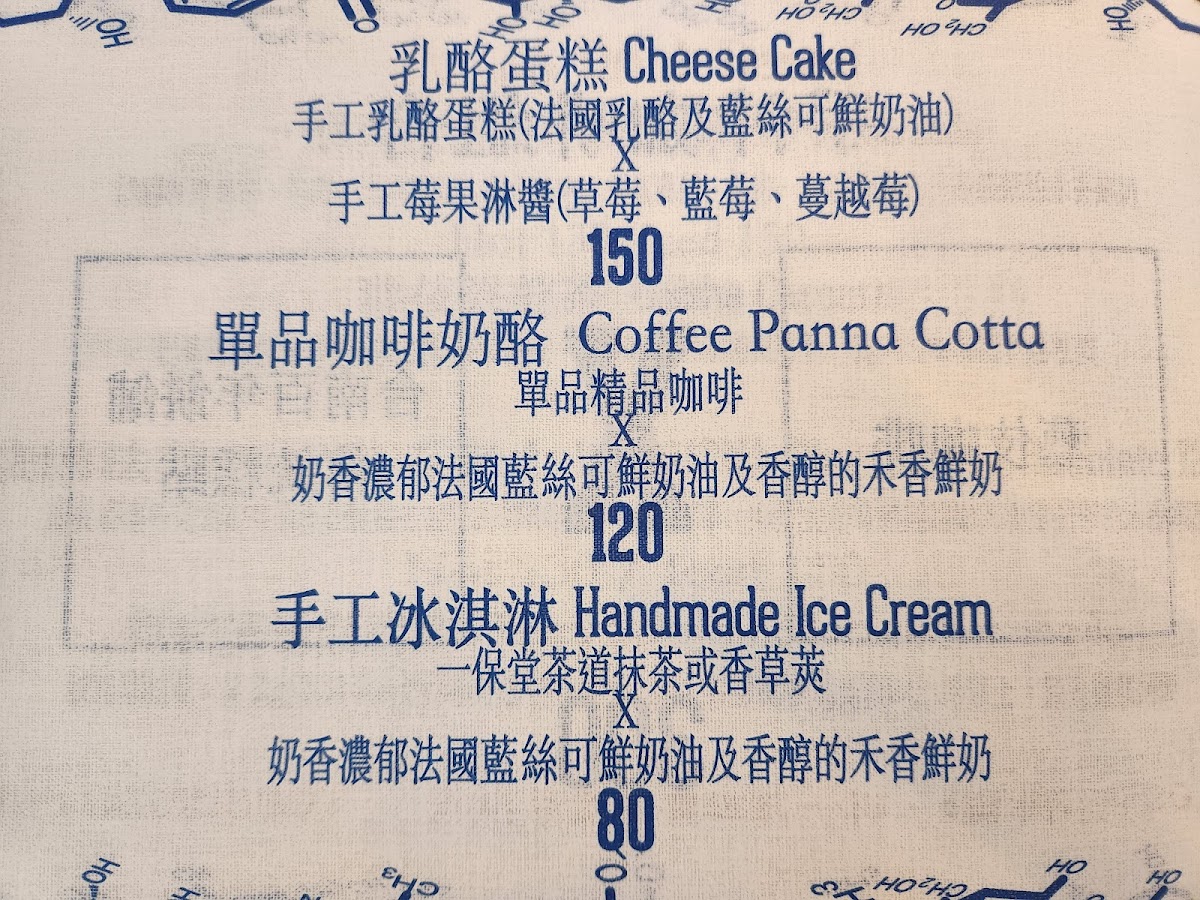 乳酪蛋糕 Cheese Cake
手工乳酪蛋糕(法國乳酪及藍絲可鮮奶油)
X
手工莓果淋醬(草莓、藍莓、蔓越莓)
150
單品咖啡奶酪 Coffee Panna Cotta
單品精品咖啡
X
奶香濃郁法國藍絲可鮮奶油及香醇的禾香鮮奶
120
手工冰淇淋 Handmade Ice Cream
一保堂茶道抹茶或香草莢
X
奶香濃郁法國藍絲可鮮奶油及香醇的禾香鮮奶
80